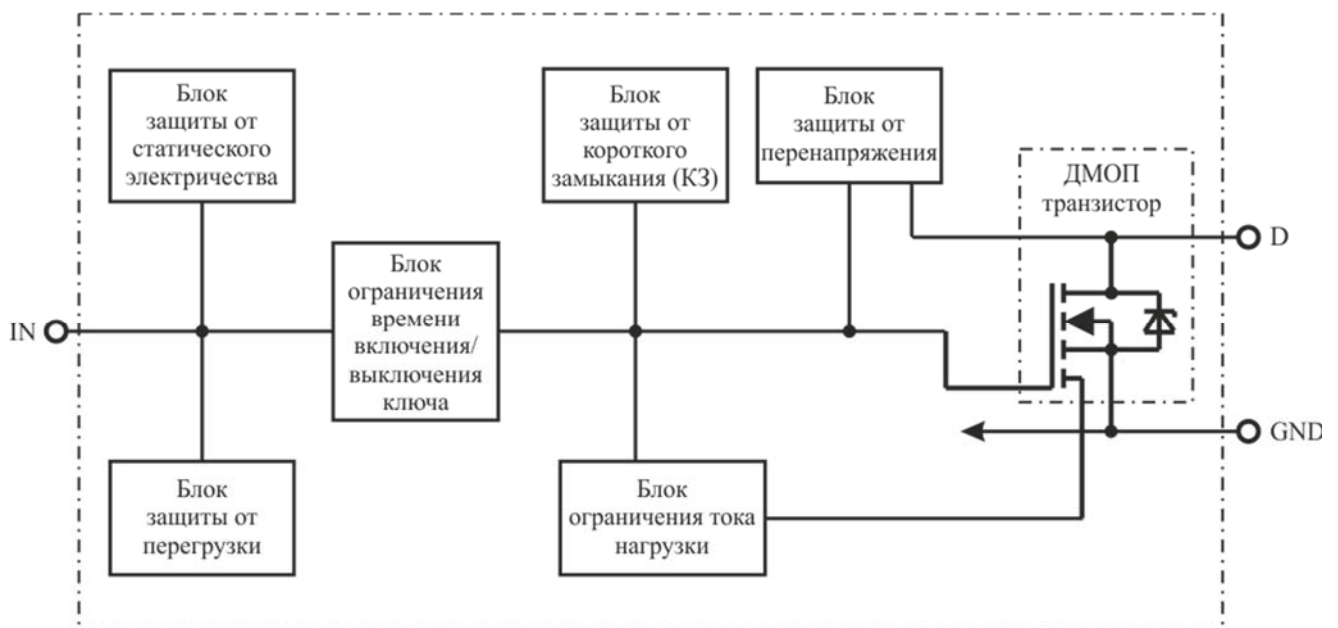 Блок
защиты от
статического
электричества
Блок
защиты от
короткого
замыкания (КЗ)
Блок
защиты от
перенапряжения
ДМОП
транзистор
D
Блок
ограничения
времени
включения/
выключения
ключа
IN
GND
Блок
защиты от
перегрузки
Блок
ограничения тока
нагрузки